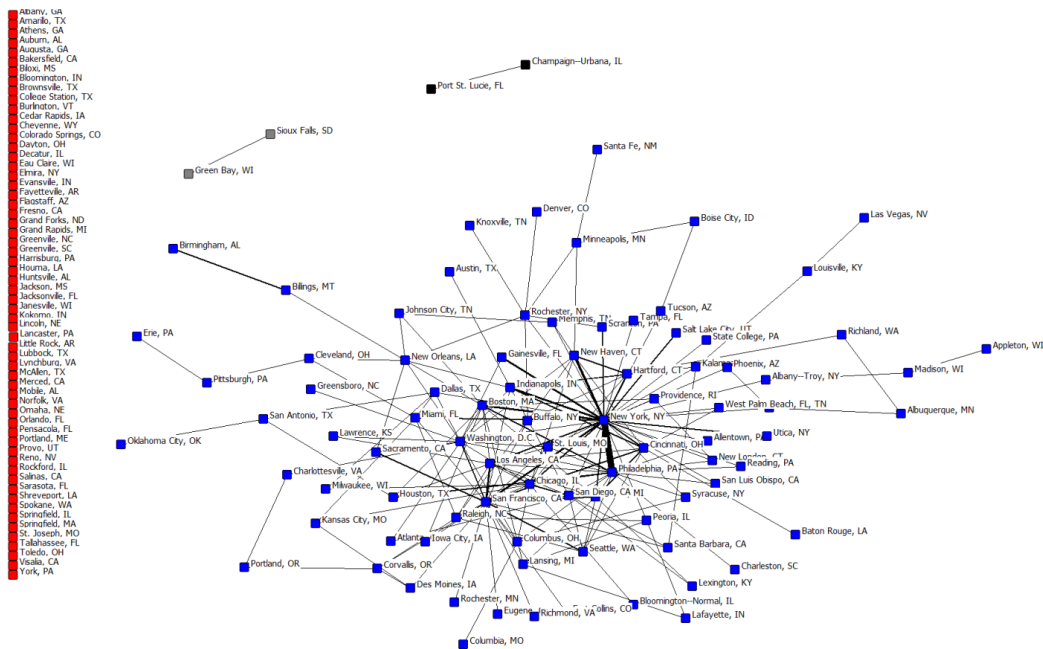 Albany, GA
Amarillo, TX
Athens, GA
Auburn, AL
Augusta, GA
Bakersfield, CA
Biloxi, MS
Bloomington, IN
Brownsville, TX
College Station, TX
Burlington, VT
Cedar Rapids, IA
Cheyenne, WY
Colorado Springs, CO
Dayton, OH
Decatur, IL
Eau Claire, WI
Elmira, NY
Evansville, IN
Fayetteville, AR
Flagstaff, AZ
Fresno, CA
Grand Forks, ND
Grand Rapids, MI
Greenville, NC
Greenville, SC
Harrisburg, PA
Houma, LA
Huntsville, AL
Jackson, MS
Jacksonville, FL
Janesville, WI
Kokomo, IN
Lincoln, NE
Lancaster, PA
Little Rock, AR
Lubbock, TX
Lynchburg, VA
McAllen, TX
Merced, CA
Mobile, AL
Norfolk, VA
Omaha, NE
Orlando, FL
Pensacola, FL
Portland, ME
Provo, UT
Reno, NV
Rockford, IL
Salinas, CA
Sarasota, FL
Shreveport, LA
Spokane, WA
Springfield, IL
Springfield, MA
St. Joseph, MO
Tallahassee, FL
Toledo, OH
Visalia, CA
York, PA
Champaign--Urbana, IL
Port St. Lucie, FL
Sioux Falls, SD
Green Bay, WI
Santa Fe, NM
Denver, CO
Knoxville, TN
Boise City, ID
Las Vegas, NV
Minneapolis, MN
Birmingham, AL
Austin, TX
Louisville, KY
Billings, MT
Johnson City, TN
Rochester, NY
Memphis, TN
Scranton, PA
Tampa, FL
Tucson, AZ
Salt Lake City, UT
State College, PA
Richland, WA
Erie, PA
Appleton, WI
Cleveland, OH
New Orleans, LA
Gainesville, FL
New Haven, CT
Hartford, CT
Phoenix, AZ
Madison, WI
Pittsburgh, PA
Greensboro, NC
Dallas, TX
Indianapolis, IN
Albany--Troy, NY
Providence, RI
Boston, MA
West Palm Beach, FL, TN
San Antonio, TX
Miami, FL
Buffalo, NY
New York, NY
Albuquerque, MN
Oklahoma City, OK
Lawrence, KS
Washington, D.C.
St. Louis, MO
Cincinnati, OH
Allentown, PA
Utica, NY
Sacramento, CA
Los Angeles, CA
New London, CT
Reading, PA
Charlottesville, VA
Philadelphia, PA
Milwaukee, WI
Chicago, IL
San Luis Obispo, CA
Houston, TX
San Francisco, CA
San Diego, CA
MI
Syracuse, NY
Kansas City, MO
Raleigh, NC
Peoria, IL
Baton Rouge, LA
Atlanta
Iowa City, IA
Columbus, OH
Seattle, WA
Santa Barbara, CA
Portland, OR
Corvallis, OR
Lansing, MI
Charleston, SC
Des Moines, IA
Lexington, KY
Rochester, MN
Collins, CO
Bloomington--Normal, IL
Eugene
Richmond, VA
Lafayette, IN
Columbia, MO